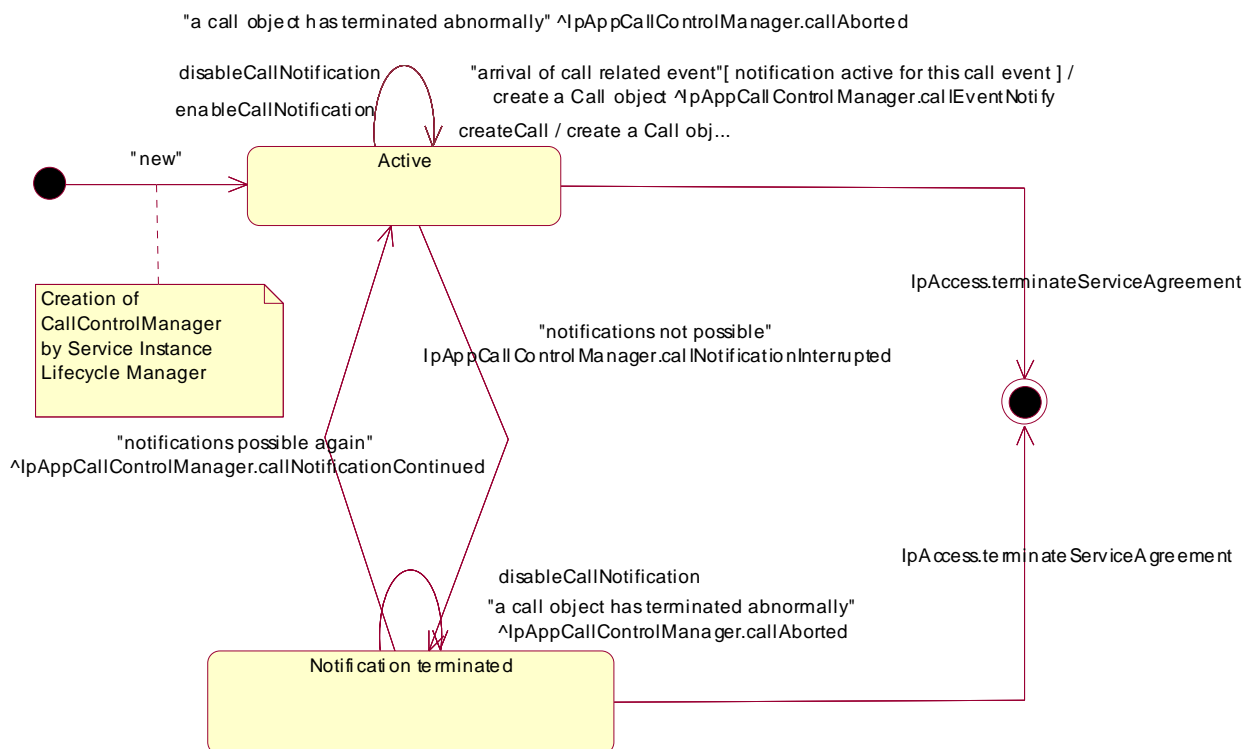 "a call object has terminated abnormally" ^IpAppCallControlManager.callAborted
disableCallNotification
"arrival of call related event"[ notification active for this call event ] /
enableCallNotification
create a Call object ^IpAppCallControlManager.callEventNotify
createCall / create a Call obj...
"new"
Active
IpAccess.terminateServiceAgreement
Creation of
CallControlManager
by Service Instance
Lifecycle Manager
"notifications not possible"
IpAppCallControlManager.callNotificationInterrupted
"notifications possible again"
^IpAppCallControlManager.callNotificationContinued
IpAccess.terminateServiceAgreement
disableCallNotification
"a call object has terminated abnormally"
^IpAppCallControlManager.callAborted
Notification terminated